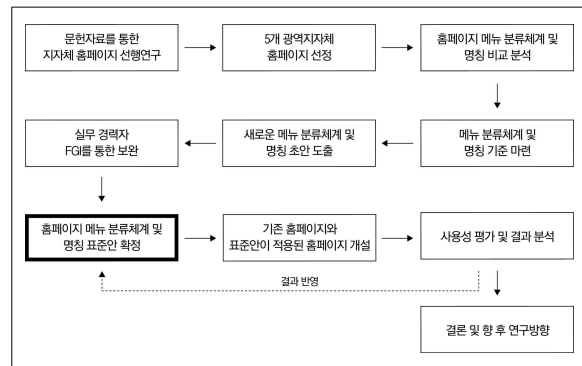 문헌자료를 통한
지자체 홈페이지 선행연구
5개 광역지자체
홈페이지 선정
홈페이지 메뉴 분류체계 및
명칭 비교 분석
메뉴 분류체계 및
명칭 기준 마련
새로운 메뉴 분류체계 및
명칭 초안 도출
실무 경력자
FGI를 통한 보완
홈페이지 메뉴 분류체계 및
명칭 표준안 확정
기존 홈페이지와
표준안이 적용된 홈페이지 개설
사용성 평가 및 결과 분석
결과 반영
결론 및 향 후 연구방향